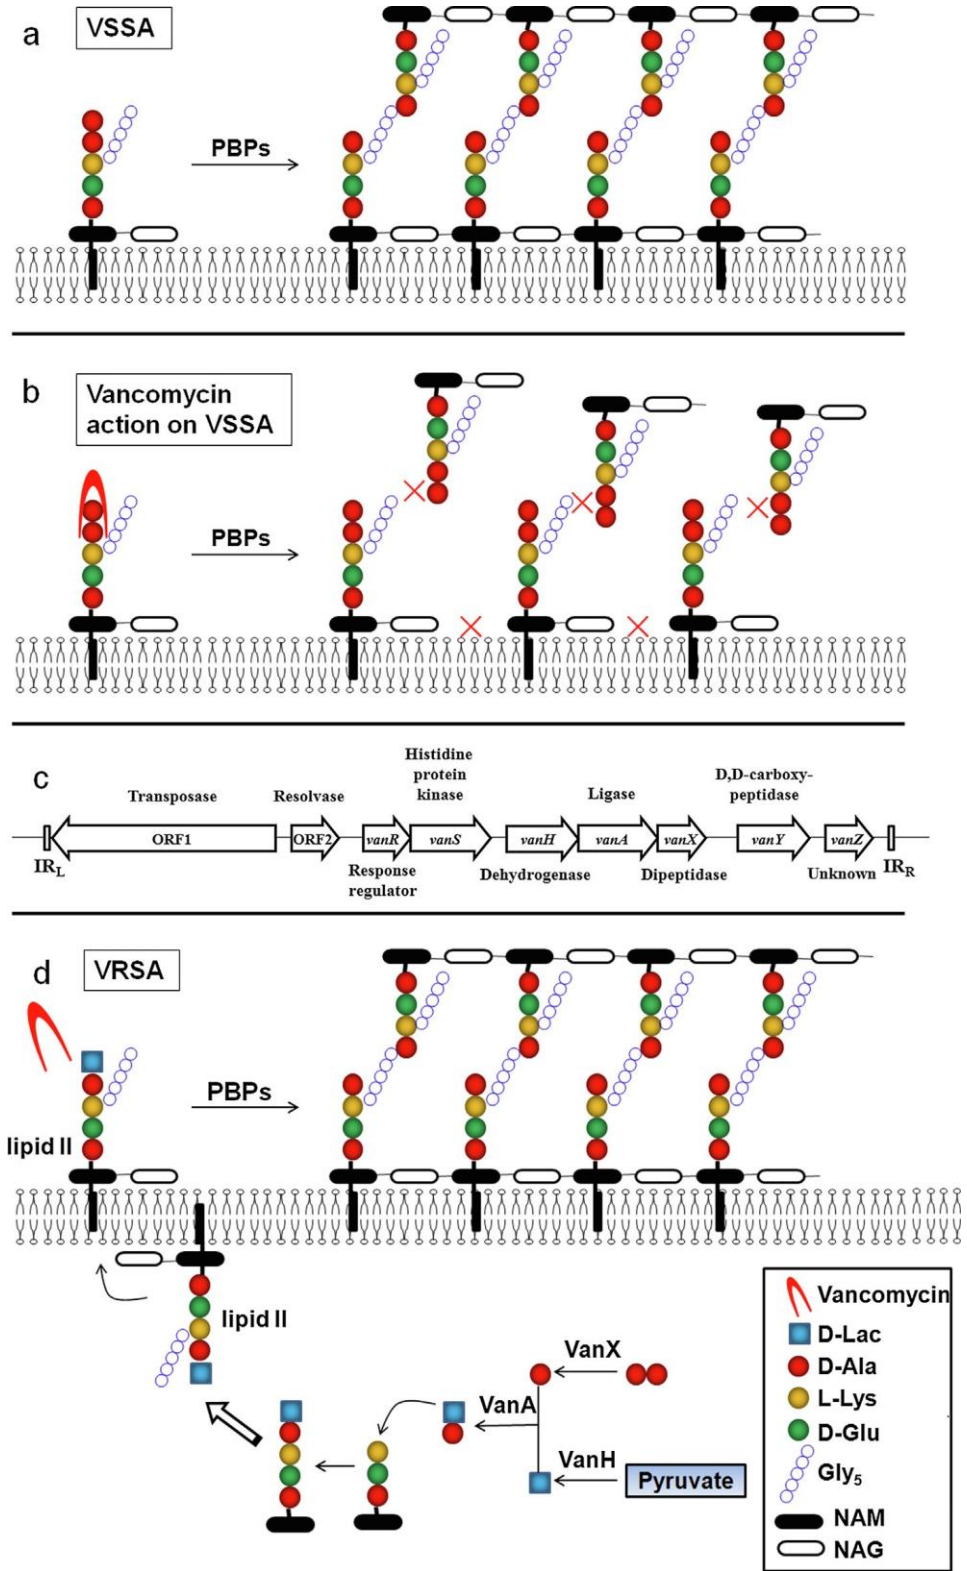 a
VSSA
PBPs
b
Vancomycin
action on VSSA
PBPs
c
Transposase
Resolvase
Histidine
protein
kinase
Ligase
D,D-carboxy-
peptidase
ORF1
ORF2
vanR
vanS
vanH
vanA
vanX
vanY
vanZ
IRL
Response
regulator
Dehydrogenase
Dipeptidase
Unknown
IRR
d
VRSA
PBPs
lipid II
lipid II
VanX
VanA
VanH
Pyruvate
Vancomycin
D-Lac
D-Ala
L-Lys
D-Glu
Gly5
NAM
NAG